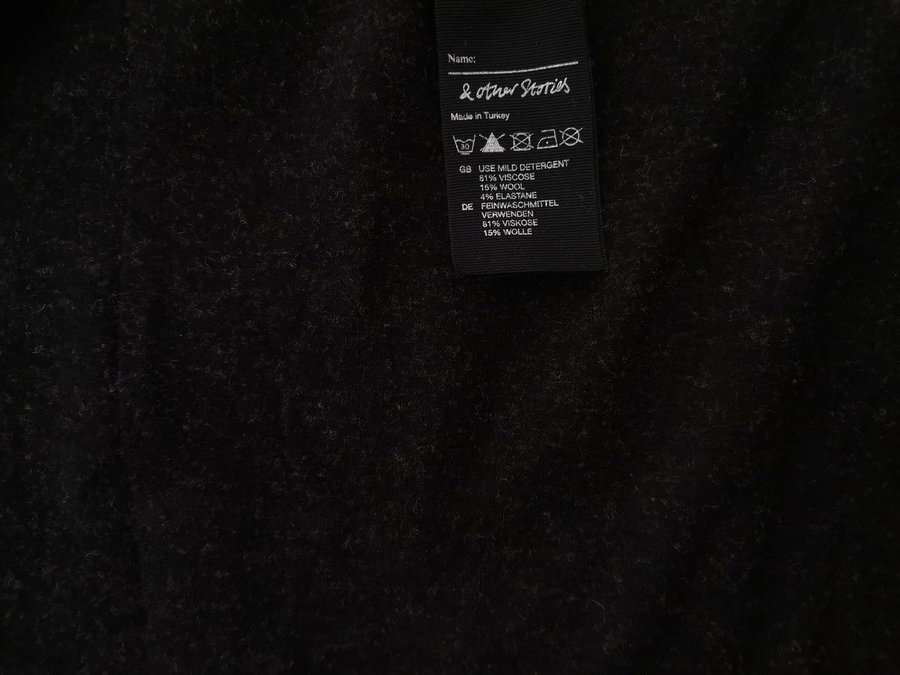 Name:
& Other Stories
Made in Turkey
30
GB USE MILD DETERGENT
81% VISCOSE
15% WOOL
4% ELASTANE
DE FEINWASCHMITTEL
VERWENDEN
81% VISKOSE
15% WOLLE